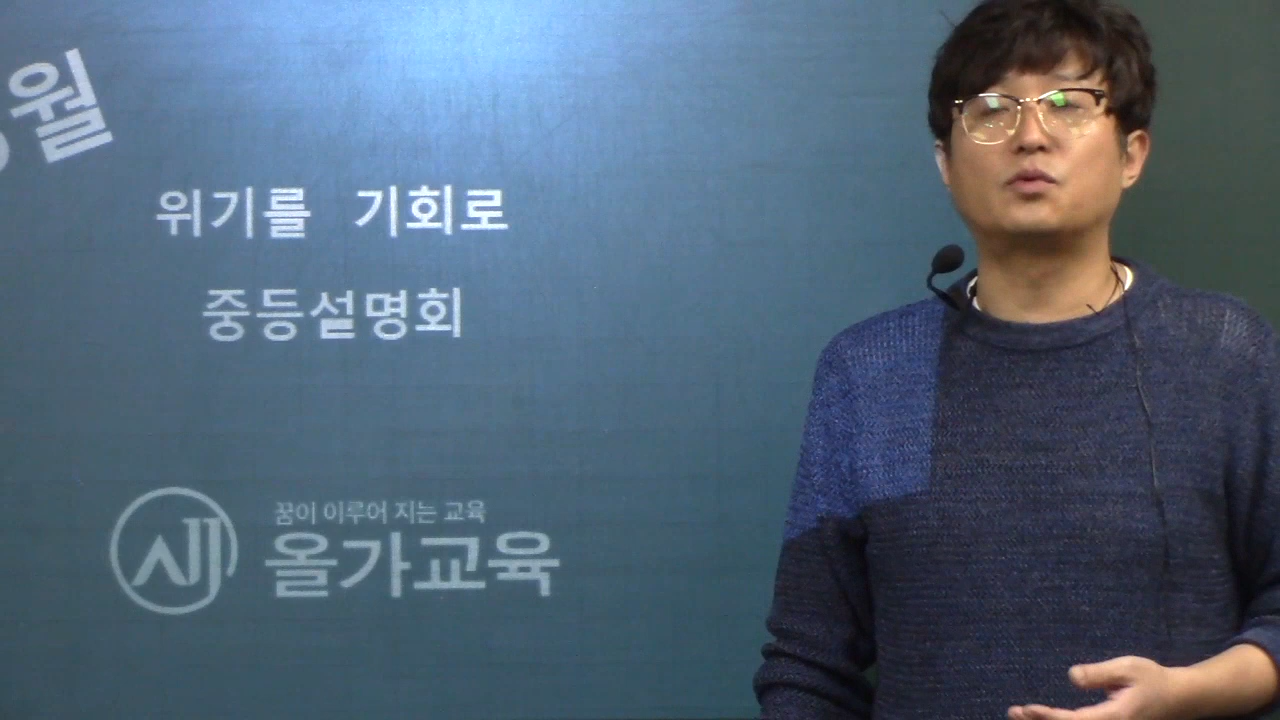 월
위기를 기회로
중등설명회
꿈이 이루어 지는 교육
올가교육